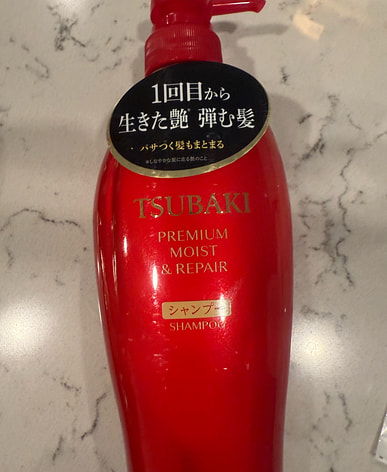 1回目から
生きた艶 弾む髪
パサつく髪もまとまる
TSUBAKI
PREMIUM
MOIST
& REPAIR
シャンプー
SHAMPOO